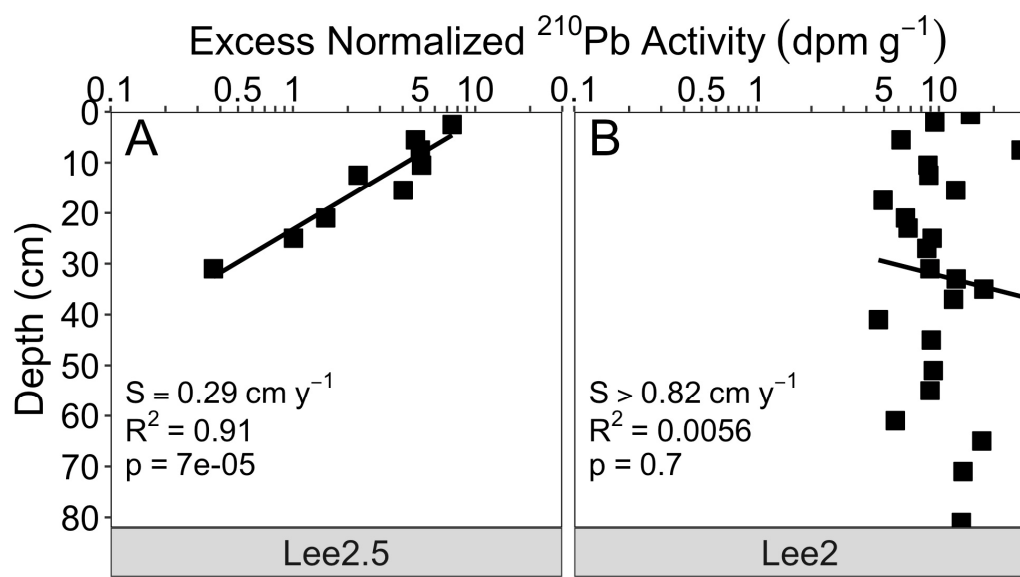 Excess Normalized ²¹⁰Pb Activity (dpm g⁻¹)
0.1 0.5 1 5 10 0.1 0.5 1 5 10
A
B
0
10
20
30
40
50
60
70
80
Depth (cm)
S = 0.29 cm y⁻¹
R² = 0.91
p = 7e-05
S > 0.82 cm y⁻¹
R² = 0.0056
p = 0.7
Lee2.5
Lee2